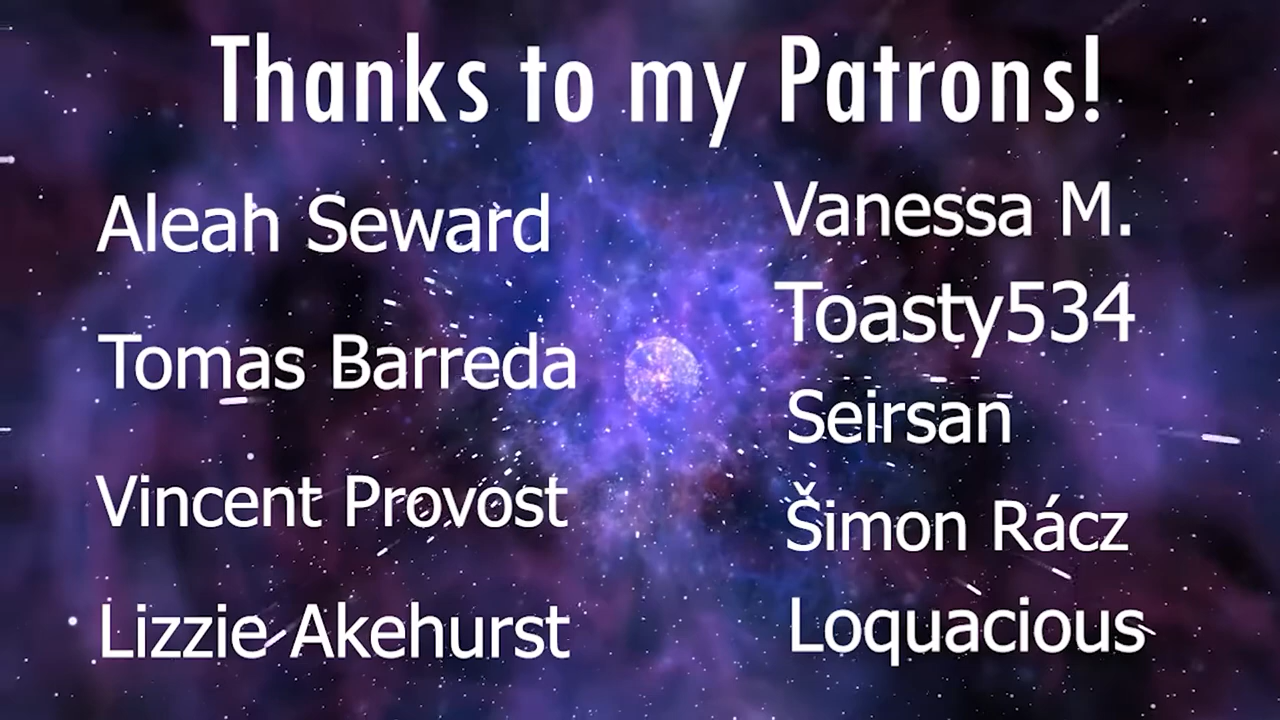 Thanks to my Patrons!
Aleah Seward
Tomas Barreda
Vincent Provost
Lizzie Akehurst
Vanessa M.
Toasty534
Seirsan
Šimon Rácz
Loquacious